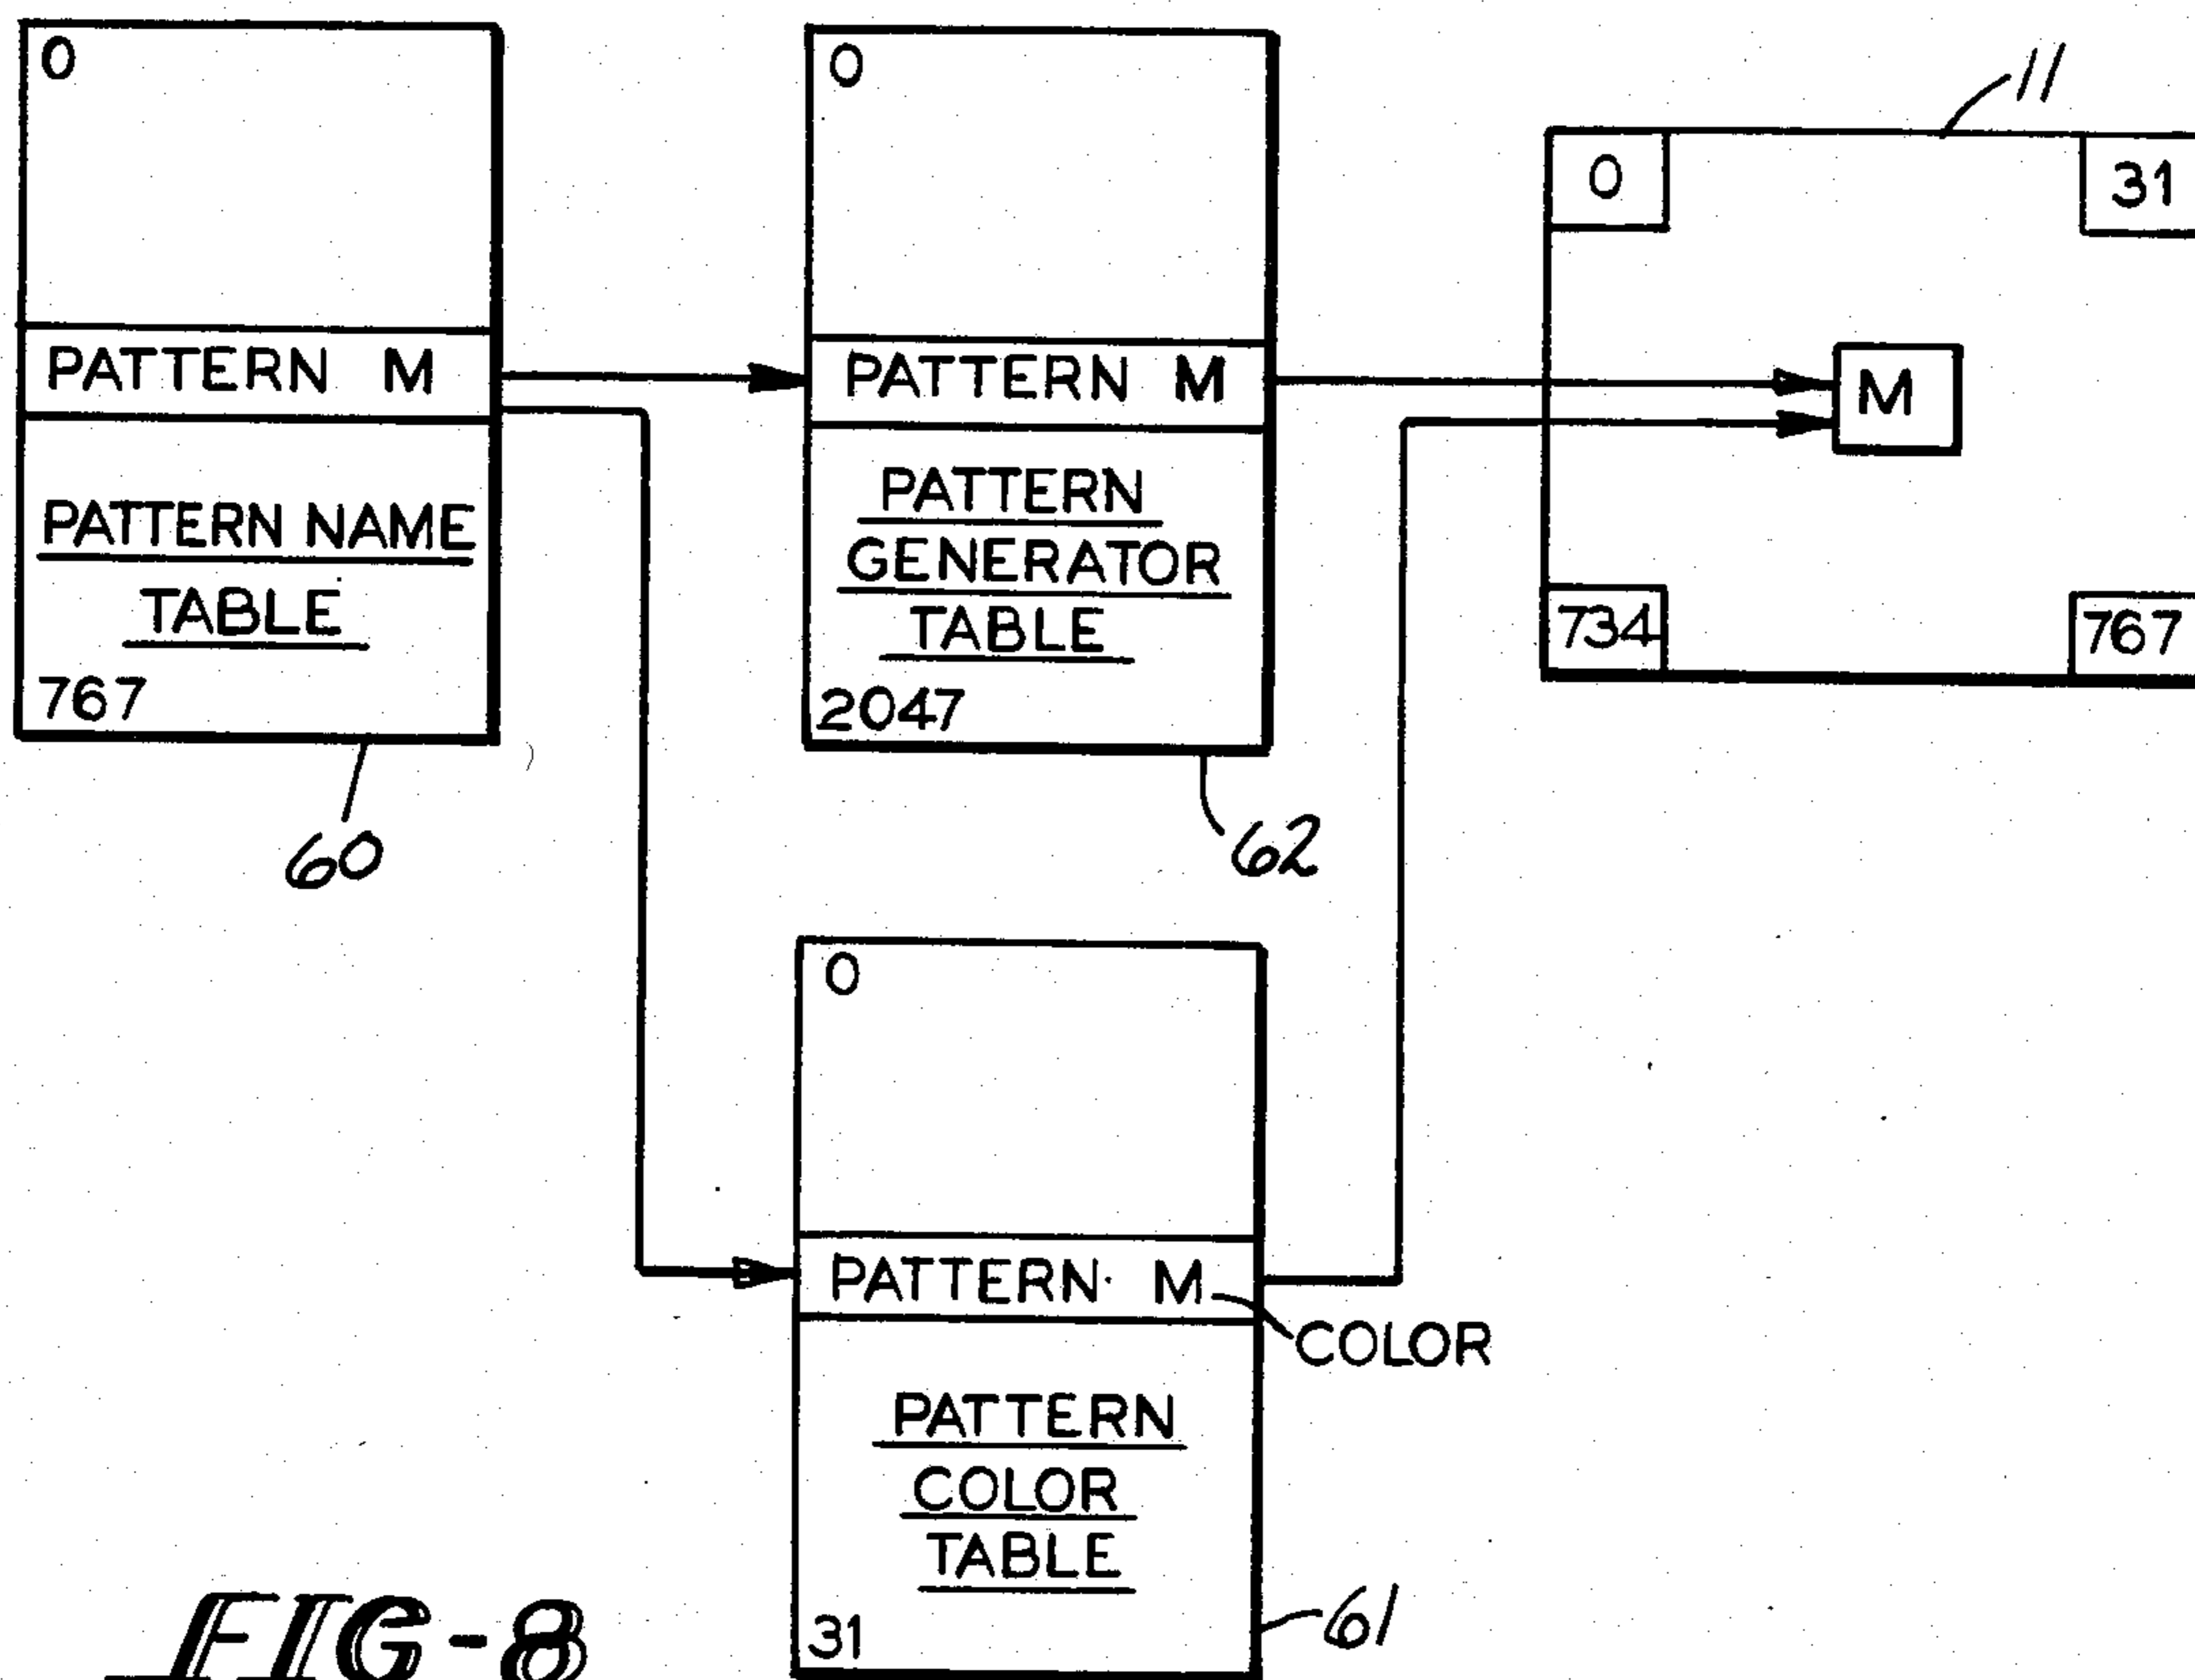 0
PATTERN M
PATTERN NAME
TABLE
767
60
0
PATTERN M
PATTERN
GENERATOR
TABLE
2047
62
11
0
31
M
734
767
0
PATTERN M
COLOR
PATTERN
COLOR
TABLE
31
61
FIG-8